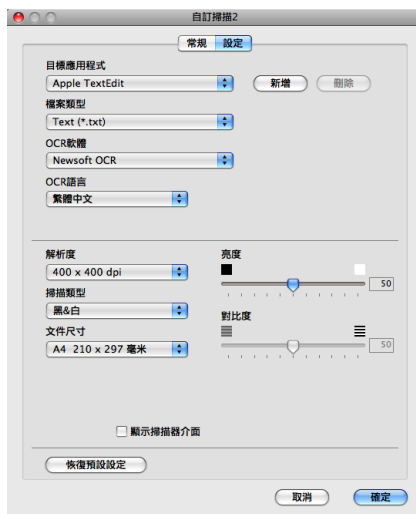 自訂掃描2
常規 設定
目標應用程式
Apple TextEdit 新增 刪除
檔案類型
Text (*.txt)
OCR軟體
Newsoft OCR
OCR語言
繁體中文
解析度 亮度
400 x 400 dpi 50
掃描類型
黑&白 對比度
文件尺寸
A4 210 x 297 毫米 50
顯示掃描器介面
恢復預設設定
取消 確定